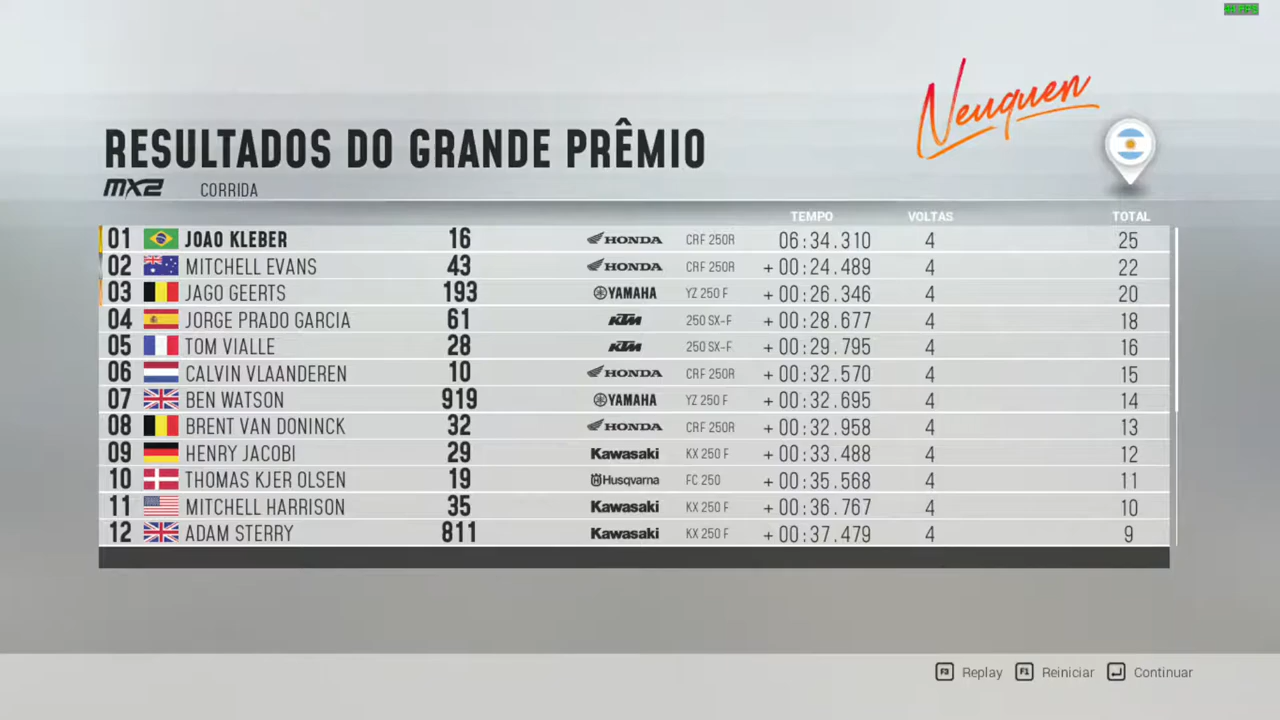 Neuquen
RESULTADOS DO GRANDE PRÊMIO
MX2 CORRIDA
TEMPO VOLTAS TOTAL
01 JOAO KLEBER 16 HONDA CRF 250R 06:34.310 4 25
02 MITCHELL EVANS 43 HONDA CRF 250R + 00:24.489 4 22
03 JAGO GEERTS 193 YAMAHA YZ 250 F + 00:26.346 4 20
04 JORGE PRADO GARCIA 61 KTM 250 SX-F + 00:28.677 4 18
05 TOM VIALLE 28 KTM 250 SX-F + 00:29.795 4 16
06 CALVIN VLAANDEREN 10 HONDA CRF 250R + 00:32.570 4 15
07 BEN WATSON 919 YAMAHA YZ 250 F + 00:32.695 4 14
08 BRENT VAN DONINCK 32 HONDA CRF 250R + 00:32.958 4 13
09 HENRY JACOBI 29 Kawasaki KX 250 F + 00:33.488 4 12
10 THOMAS KJER OLSEN 19 Husqvarna FC 250 + 00:35.568 4 11
11 MITCHELL HARRISON 35 Kawasaki KX 250 F + 00:36.767 4 10
12 ADAM STERRY 811 Kawasaki KX 250 F + 00:37.479 4 9
F3 Replay F1 Reiniciar Continuar